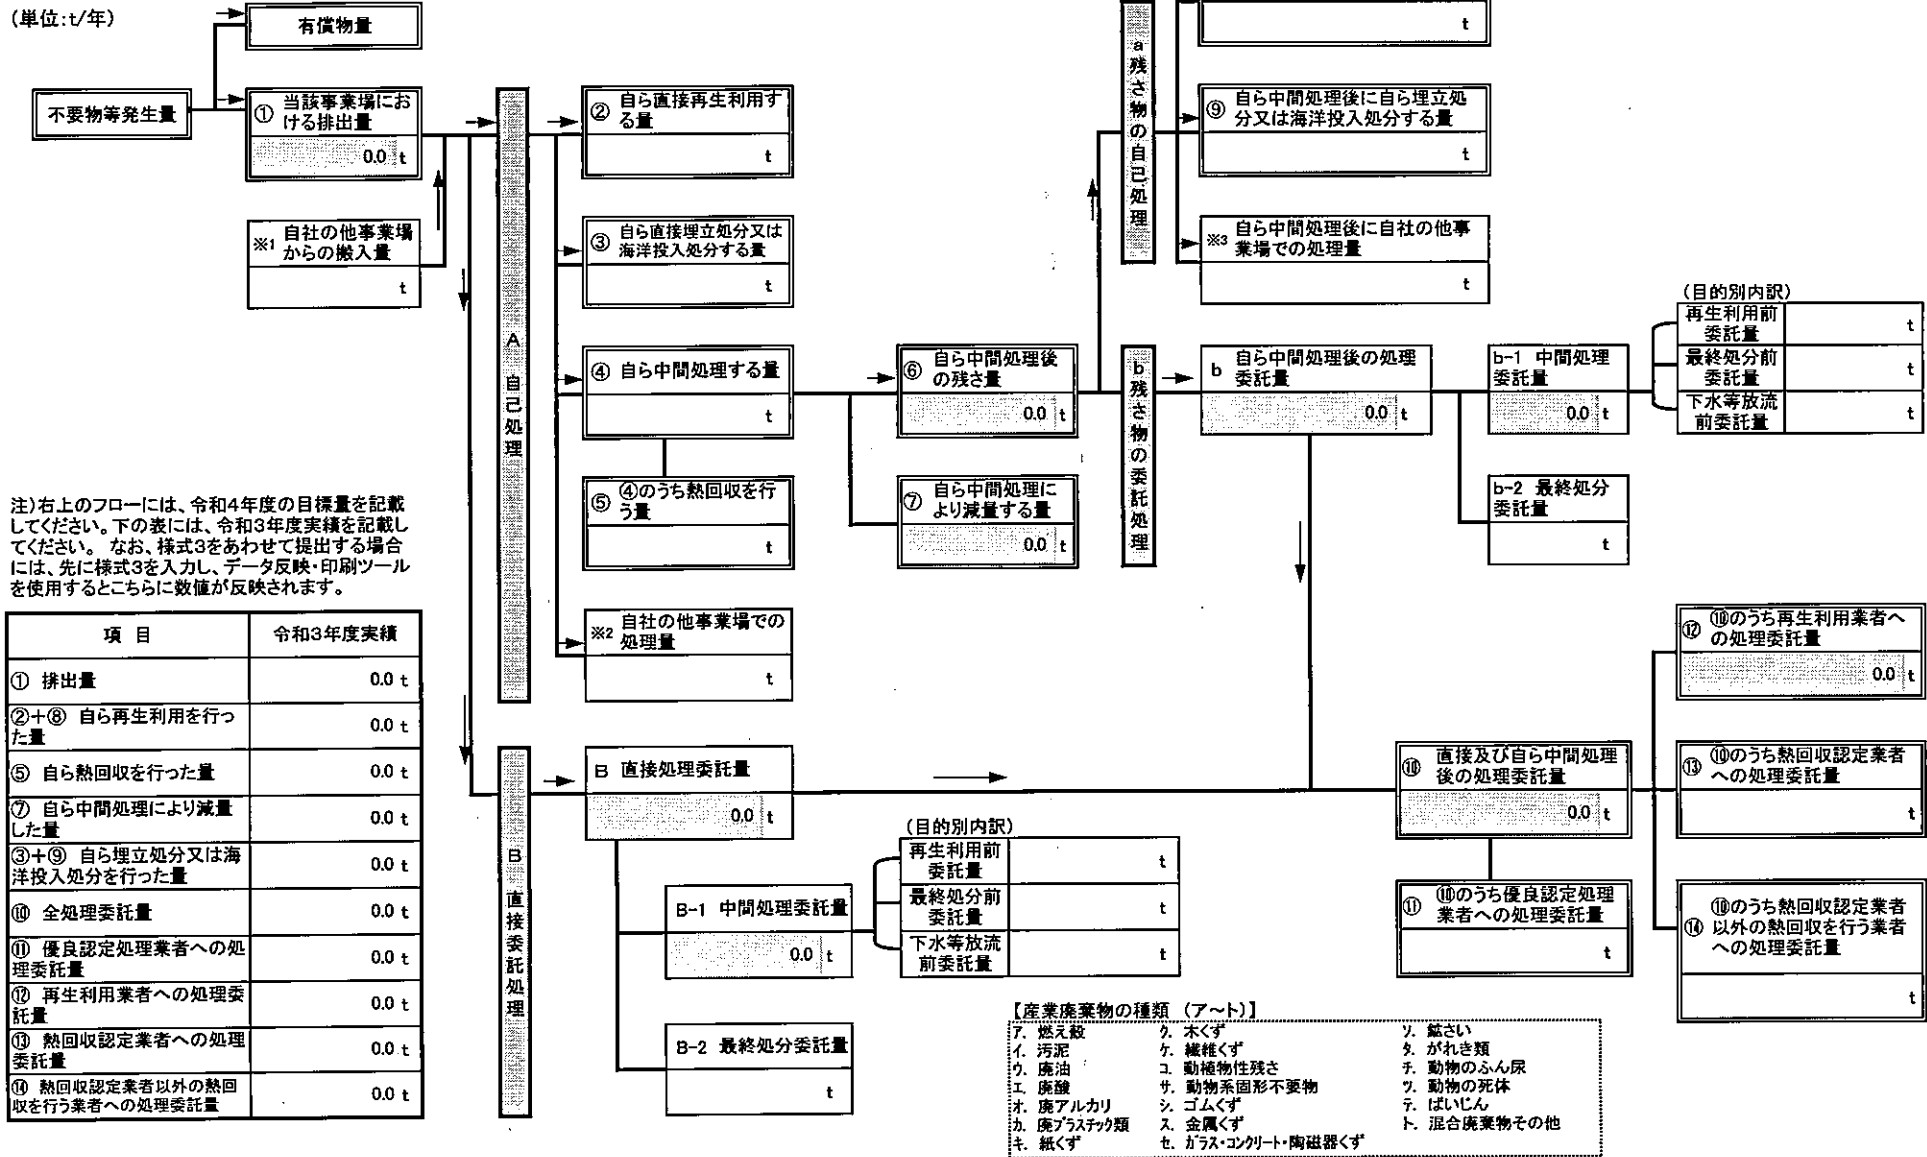 (単位:t/年)
有償物量
不要物等発生量
① 当該事業場にお
ける排出量
0.0 t
※1 自社の他事業場
からの搬入量
t
A 自己処理
② 自ら直接再生利用す
る量
t
③ 自ら直接埋立処分又は
海洋投入処分する量
t
④ 自ら中間処理する量
t
⑤ ④のうち熱回収を行
う量
t
※2 自社の他事業場での
処理量
t
⑥ 自ら中間処理後
の残さ量
0.0 t
⑦ 自ら中間処理に
より減量する量
0.0 t
a 残さ物の自己処理
t
⑨ 自ら中間処理後に自ら埋立処
分又は海洋投入処分する量
t
※3 自ら中間処理後に自社の他事
業場での処理量
t
b 残さ物の委託処理
b 自ら中間処理後の処理
委託量
0.0 t
b-1 中間処理
委託量
0.0 t
b-2 最終処分
委託量
t
(目的別内訳)
再生利用前
委託量
t
最終処分前
委託量
t
下水等放流
前委託量
t
注)右上のフローには、令和4年度の目標量を記載
してください。下の表には、令和3年度実績を記載し
てください。 なお、様式3をあわせて提出する場合
には、先に様式3を入力し、データ反映・印刷ツール
を使用するとこちらに数値が反映されます。
項 目 令和3年度実績
① 排出量 0.0 t
②+⑧ 自ら再生利用を行っ
た量 0.0 t
⑤ 自ら熱回収を行った量 0.0 t
⑦ 自ら中間処理により減量
した量 0.0 t
③+⑨ 自ら埋立処分又は海
洋投入処分を行った量 0.0 t
⑩ 全処理委託量 0.0 t
⑪ 優良認定処理業者への処
理委託量 0.0 t
⑫ 再生利用業者への処理委
託量 0.0 t
⑬ 熱回収認定業者への処理
委託量 0.0 t
⑭ 熱回収認定業者以外の熱回
収を行う業者への処理委託量 0.0 t
B 直接委託処理
B 直接処理委託量
0.0 t
B-1 中間処理委託量
0.0 t
B-2 最終処分委託量
t
(目的別内訳)
再生利用前
委託量
t
最終処分前
委託量
t
下水等放流
前委託量
t
⑩ 直接及び自ら中間処理
後の処理委託量
0.0 t
⑪ ⑩のうち優良認定処理
業者への処理委託量
t
⑫ ⑩のうち再生利用業者へ
の処理委託量
0.0 t
⑬ ⑩のうち熱回収認定業者
への処理委託量
t
⑭ ⑩のうち熱回収認定業者
以外の熱回収を行う業者
への処理委託量
t
【産業廃棄物の種類 (ア~ト)】
ア. 燃え殻
イ. 汚泥
ウ. 廃油
エ. 廃酸
オ. 廃アルカリ
カ. 廃プラスチック類
キ. 紙くず
ク. 木くず
ケ. 繊維くず
コ. 動植物性残さ
サ. 動物系固形不要物
シ. ゴムくず
ス. 金属くず
セ. ガラス・コンクリート・陶磁器くず
ソ. 鉱さい
タ. がれき類
チ. 動物のふん尿
ツ. 動物の死体
テ. ばいじん
ト. 混合廃棄物その他